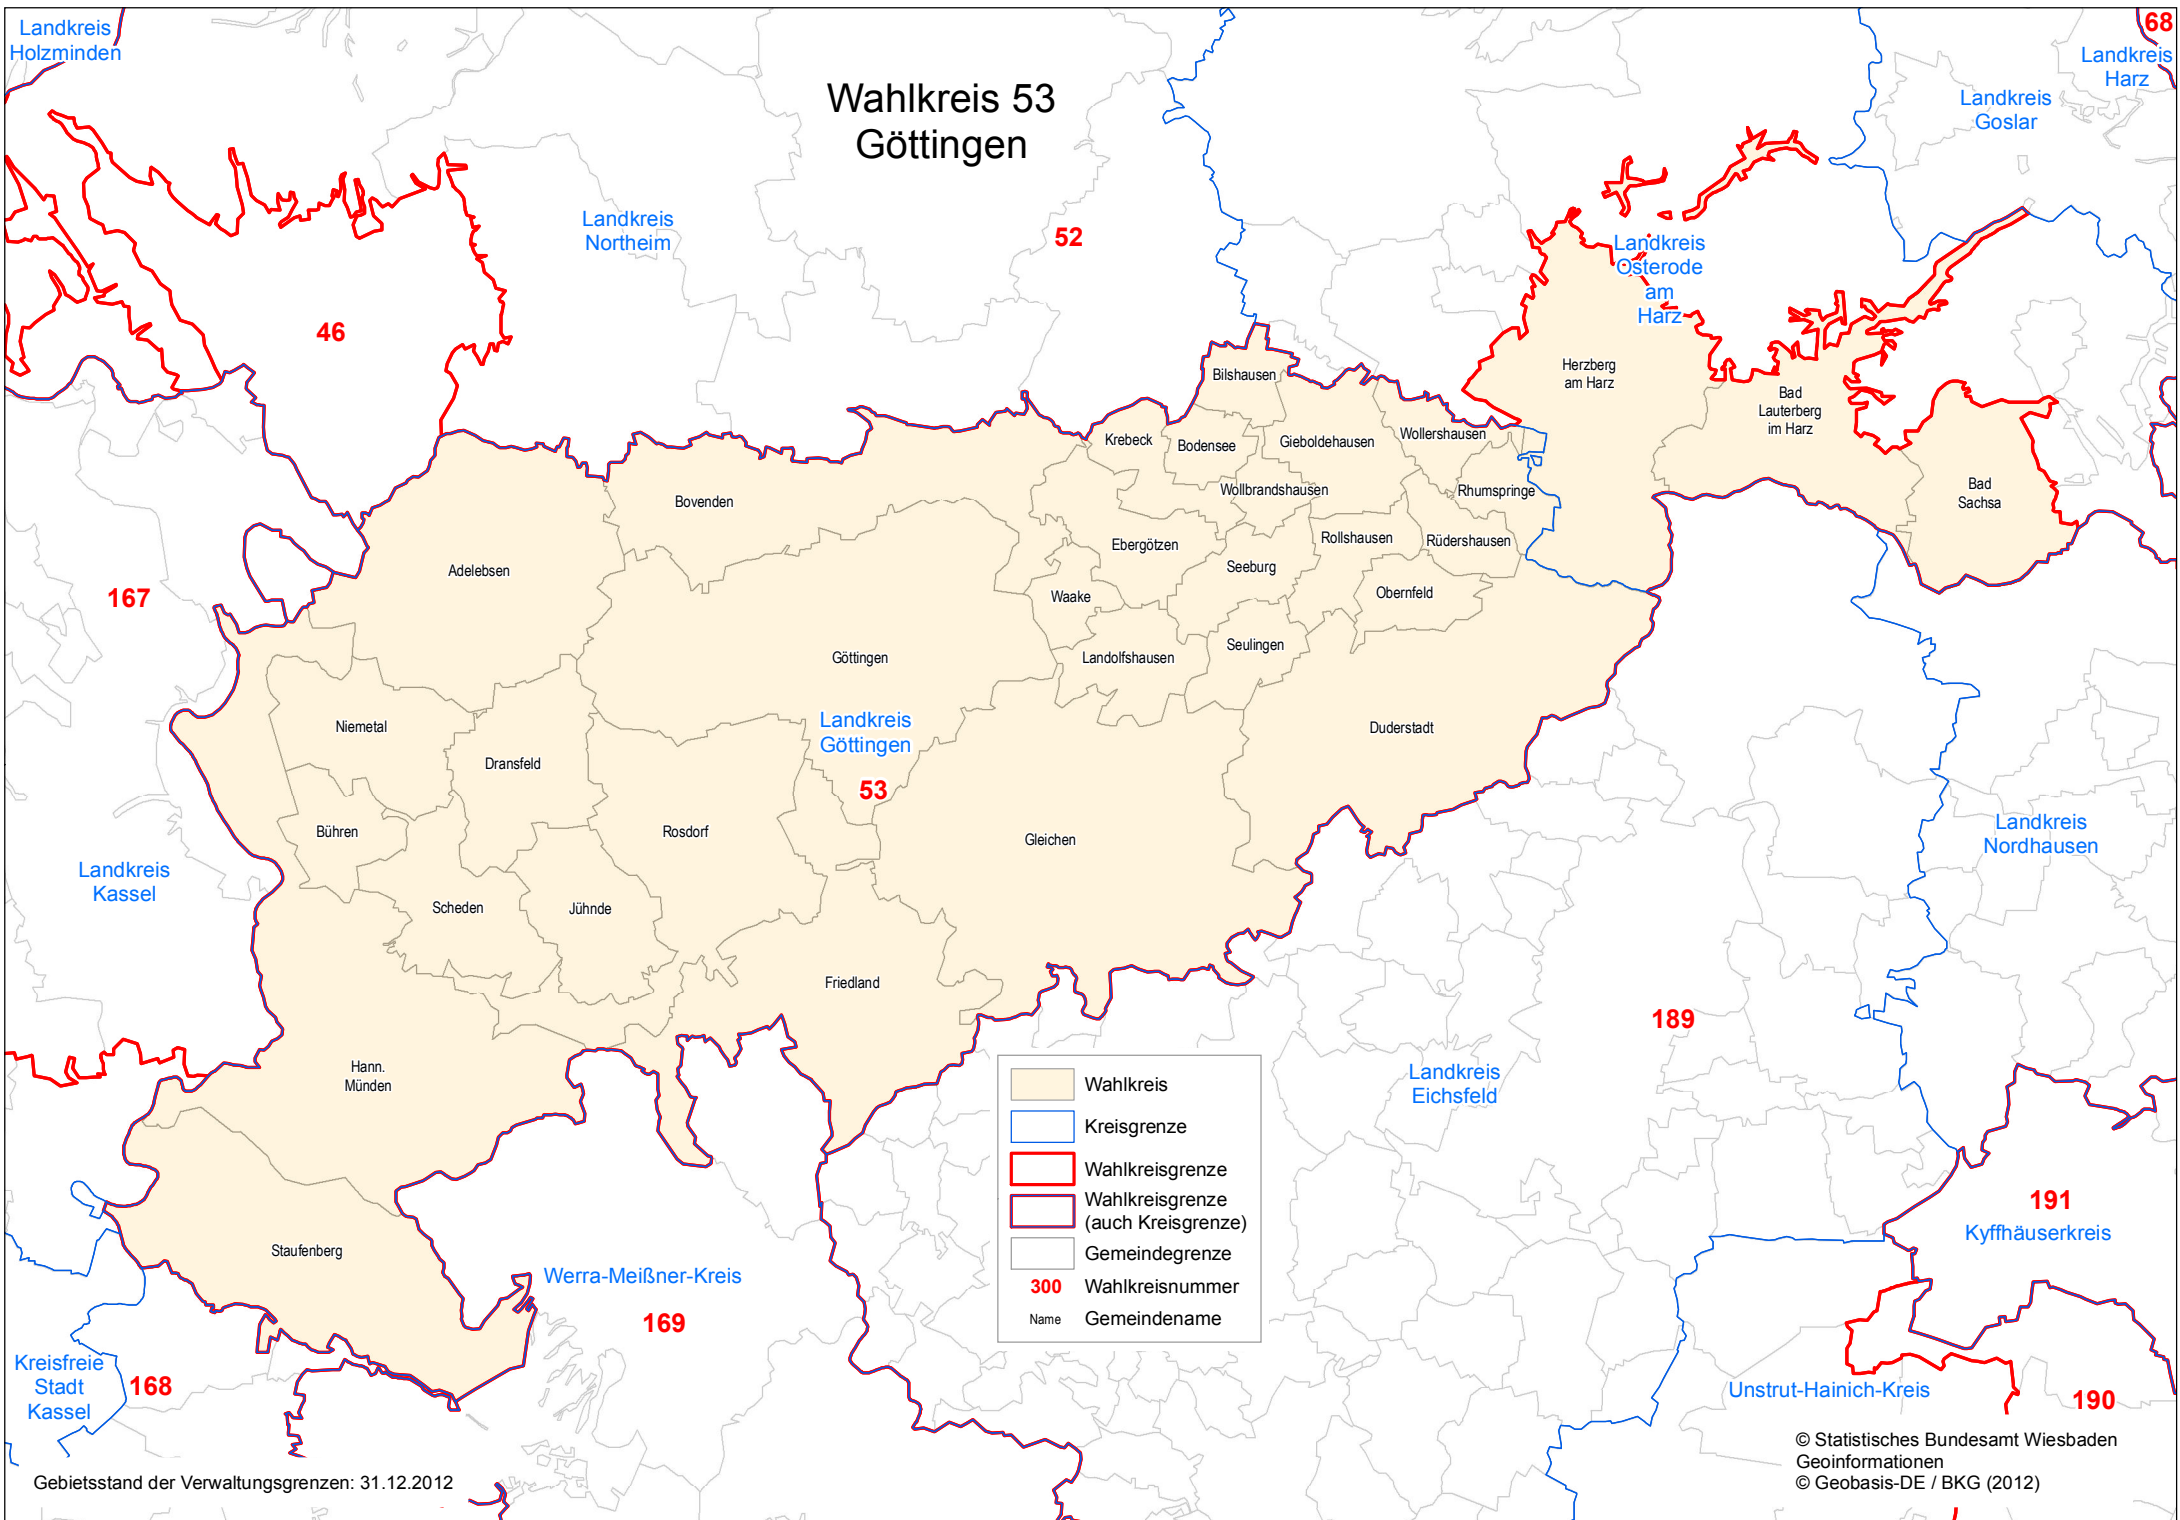 Landkreis
Holzminden
68
Landkreis
Harz
Wahlkreis 53
Göttingen
Landkreis
Goslar
Landkreis
Northeim
52
Landkreis
Osterode
am
Harz
46
Herzberg
am Harz
Bilshausen
Bad
Lauterberg
im Harz
Krebeck
Bodensee
Gieboldehausen
Wollershausen
Bovenden
Wollbrandshausen
Rhumspringe
Bad
Sachsa
Adelebsen
Ebergötzen
Rollshausen
Rüdershausen
Seeburg
167
Waake
Obernfeld
Göttingen
Landolfshausen
Seulingen
Niemetal
Landkreis
Göttingen
Duderstadt
Dransfeld
53
Bühren
Rosdorf
Gleichen
Landkreis
Nordhausen
Landkreis
Kassel
Scheden
Jühnde
Friedland
189
Hann.
Münden
Landkreis
Eichsfeld
Wahlkreis
Kreisgrenze
Wahlkreisgrenze
Wahlkreisgrenze
(auch Kreisgrenze)
Gemeindegrenze
300 Wahlkreisnummer
Name Gemeindename
191
Kyffhäuserkreis
Staufenberg
Werra-Meißner-Kreis
169
Kreisfreie
Stadt
Kassel
168
Unstrut-Hainich-Kreis
190
© Statistisches Bundesamt Wiesbaden
Geoinformationen
© Geobasis-DE / BKG (2012)
Gebietsstand der Verwaltungsgrenzen: 31.12.2012